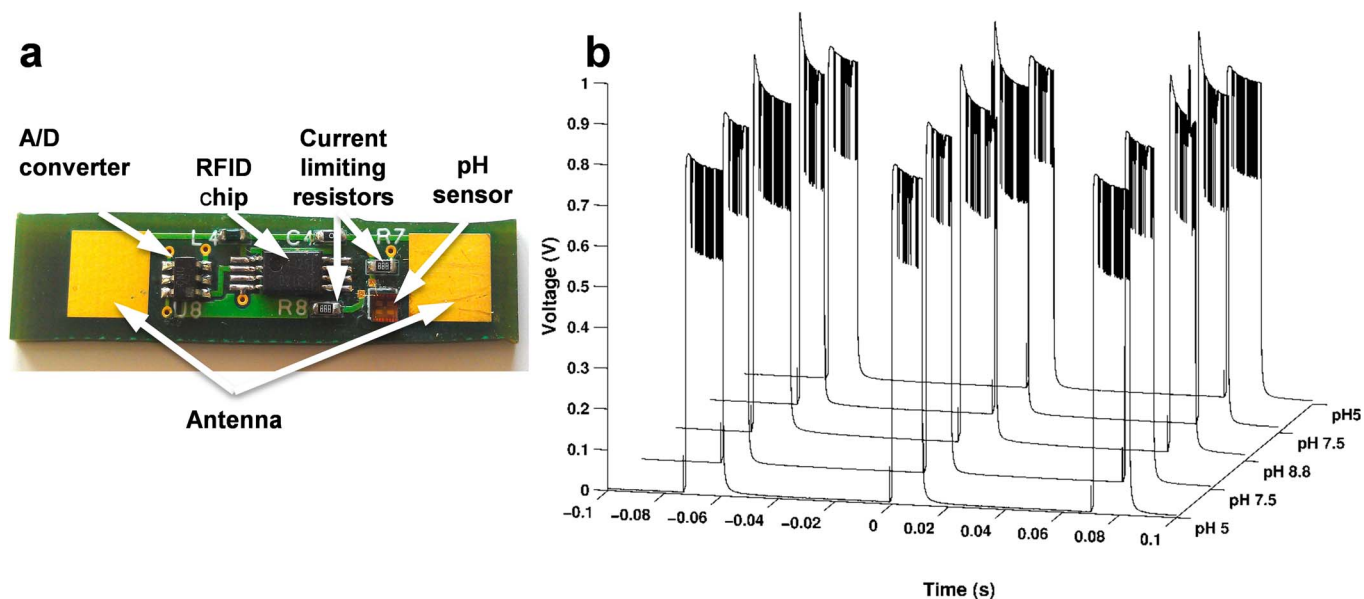 a
A/D
converter
RFID
chip
Current
limiting
resistors
pH
sensor
L4
C4
R7
U8
R8
Antenna
b
1
0.9
0.8
0.7
0.6
0.5
0.4
0.3
0.2
0.1
0
Voltage (V)
−0.1
−0.08
−0.06
−0.04
−0.02
0
0.02
0.04
0.06
0.08
0.1
Time (s)
pH5
pH 7.5
pH 8.8
pH 7.5
pH 5